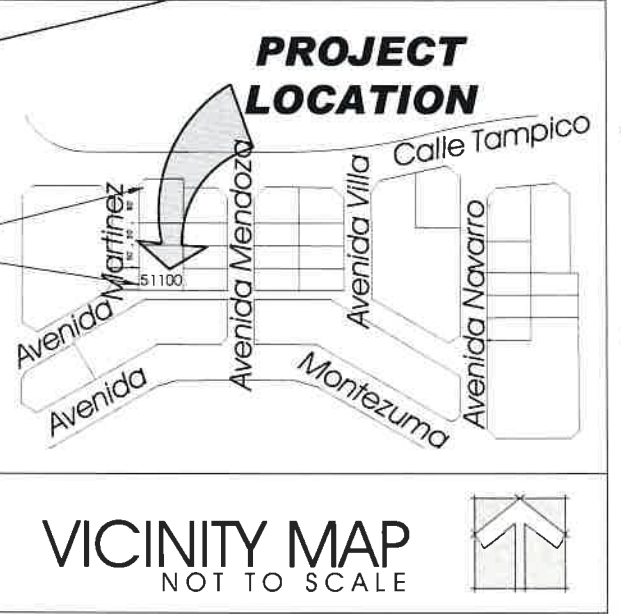 PROJECT
LOCATION
Calle Tampico
Avenida Martinez
Avenida Mendoza
Avenida Villa
Avenida Navarro
51100
Avenida Montezuma
VICINITY MAP
NOT TO SCALE